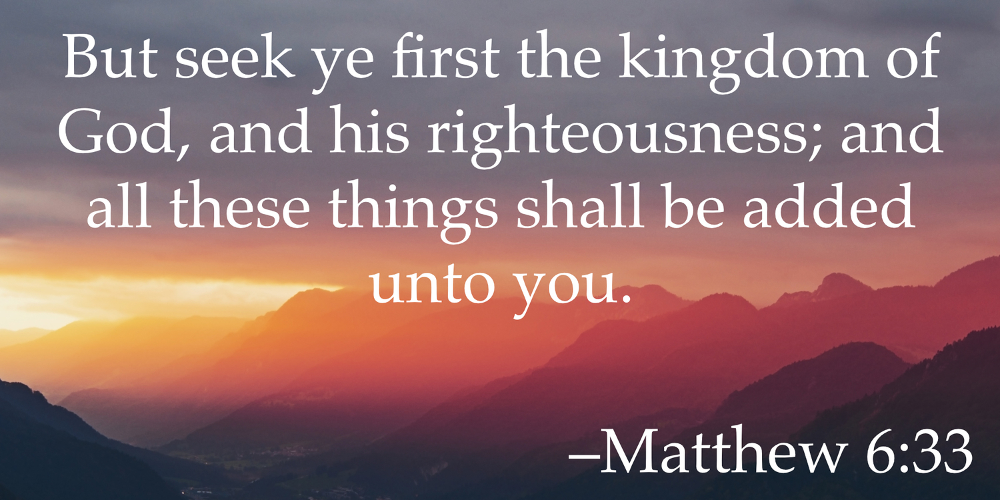 But seek ye first the kingdom of
God, and his righteousness; and
all these things shall be added
unto you.
–Matthew 6:33